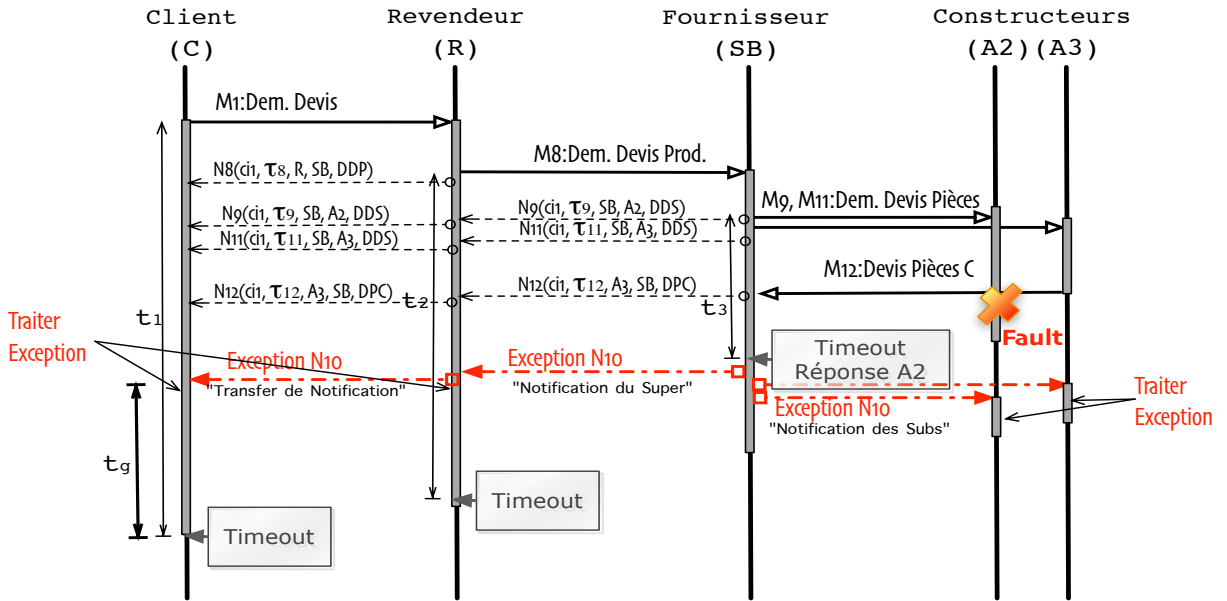 Client Revendeur Fournisseur Constructeurs
(C) (R) (SB) (A2) (A3)
M1:Dem. Devis
M8:Dem. Devis Prod.
N8(ci1, τ8, R, SB, DDP)
M9, M11:Dem. Devis Pièces
N9(ci1, τ9, SB, A2, DDS) N9(ci1, τ9, SB, A2, DDS)
N11(ci1, τ11, SB, A3, DDS) N11(ci1, τ11, SB, A3, DDS)
M12:Devis Pièces C
N12(ci1, τ12, A3, SB, DPC) N12(ci1, τ12, A3, SB, DPC)
t1 t2 t3
Traiter
Exception
Fault
Timeout
Réponse A2
Exception N10 Exception N10
"Transfer de Notification" "Notification du Super"
Exception N10
"Notification des Subs"
Traiter
Exception
tg
Timeout
Timeout